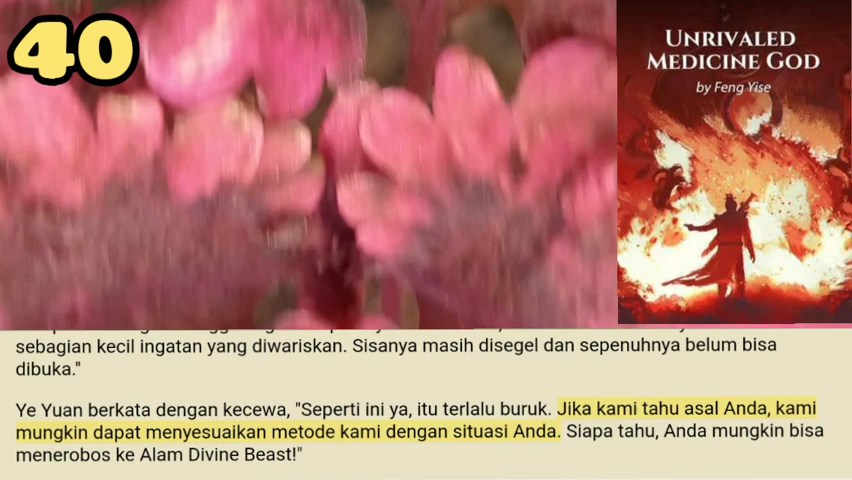 40
UNRIVALED
MEDICINE GOD
by Feng Yise
sebagian kecil ingatan yang diwariskan. Sisanya masih disegel dan sepenuhnya belum bisa
dibuka."
Ye Yuan berkata dengan kecewa, "Seperti ini ya, itu terlalu buruk. Jika kami tahu asal Anda, kami
mungkin dapat menyesuaikan metode kami dengan situasi Anda. Siapa tahu, Anda mungkin bisa
menerobos ke Alam Divine Beast!"